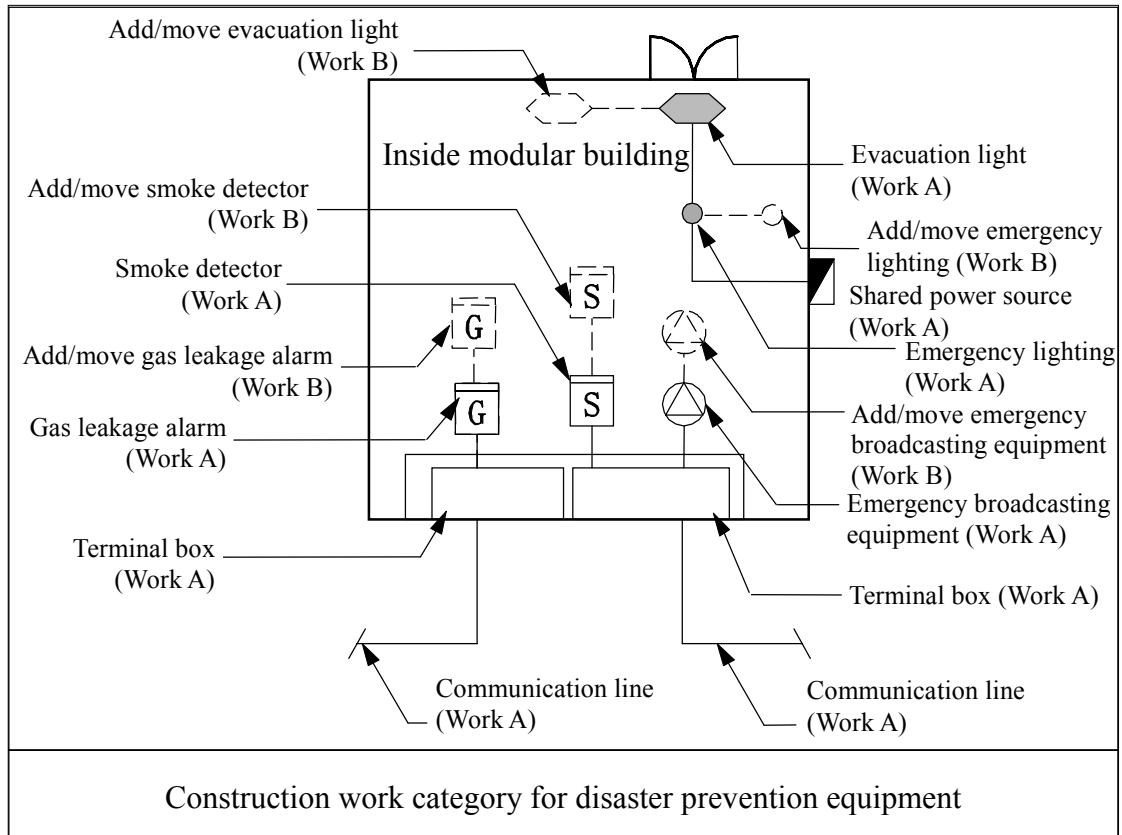 Add/move evacuation light
(Work B)
Inside modular building
Evacuation light
(Work A)
Add/move smoke detector
(Work B)
Add/move emergency
lighting (Work B)
Smoke detector
(Work A)
S
Shared power source
(Work A)
G
Add/move gas leakage alarm
(Work B)
Emergency lighting
(Work A)
G
S
Gas leakage alarm
(Work A)
Add/move emergency
broadcasting equipment
(Work B)
Emergency broadcasting
equipment (Work A)
Terminal box
(Work A)
Terminal box (Work A)
Communication line
(Work A)
Communication line
(Work A)
Construction work category for disaster prevention equipment